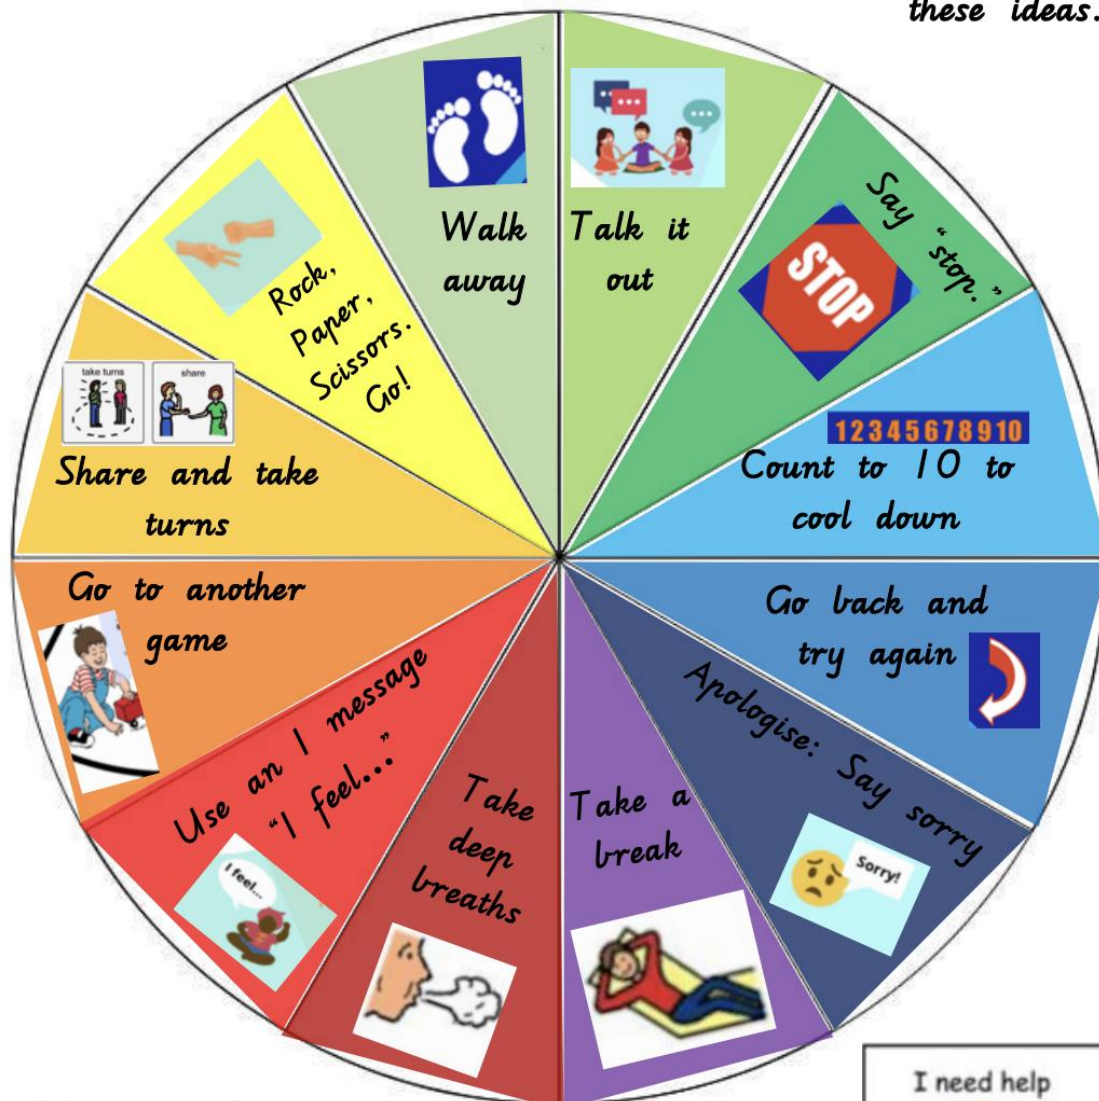 these ideas.
Walk
away
Talk it
out
STOP
Say “stop.”
12345678910
Count to 10 to
cool down
Go back and
try again
Apologise: Say sorry
Sorry!
Take a
break
Take
deep
breaths
Use an I message
“I feel...”
I feel...
Go to another
game
take turns
share
Share and take
turns
Rock,
Paper,
Scissors.
Go!
I need help